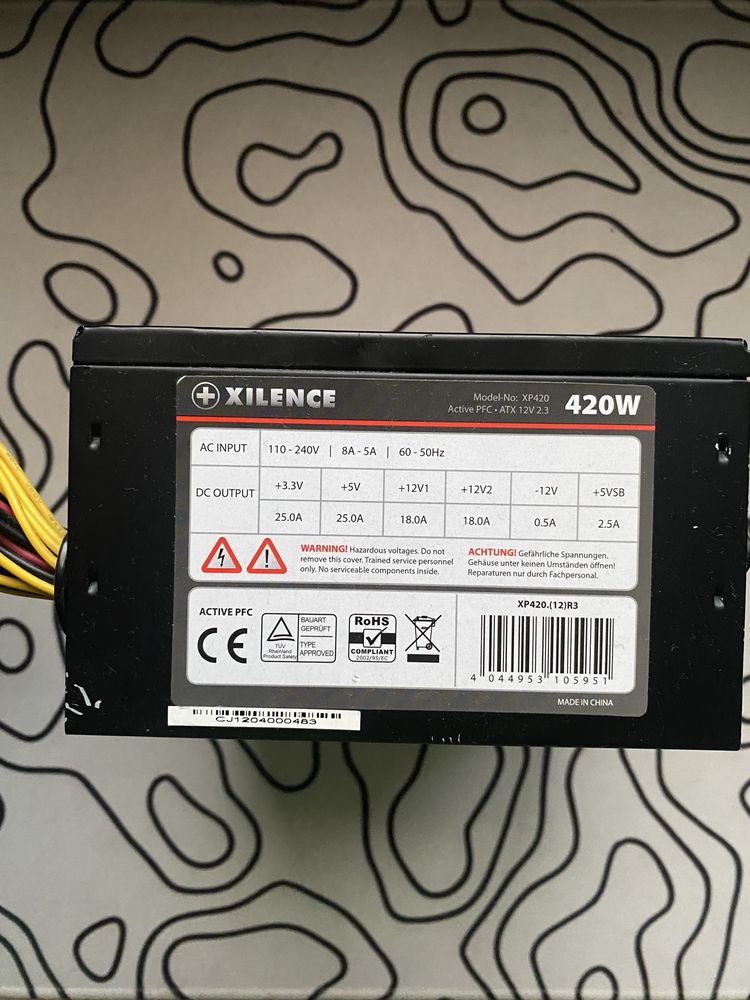 XILENCE
Model-No: XP420
Active PFC • ATX 12V 2.3
420W
AC INPUT
110 - 240V | 8A - 5A | 60 - 50Hz
DC OUTPUT
+3.3V +5V +12V1 +12V2 -12V +5VSB
25.0A 25.0A 18.0A 18.0A 0.5A 2.5A
WARNING! Hazardous voltages. Do not
remove this cover. Trained service personnel
only. No serviceable components inside.
ACHTUNG! Gefährliche Spannungen.
Gehäuse unter keinen Umständen öffnen!
Reparaturen nur durch Fachpersonal.
ACTIVE PFC
CE
TÜV
Rheinland
Product Safety
BAUART
GEPRÜFT
TYPE
APPROVED
RoHS
COMPLIANT
2002/95/EC
XP420.(12)R3
4 044953 105951
MADE IN CHINA
CJ1204000483